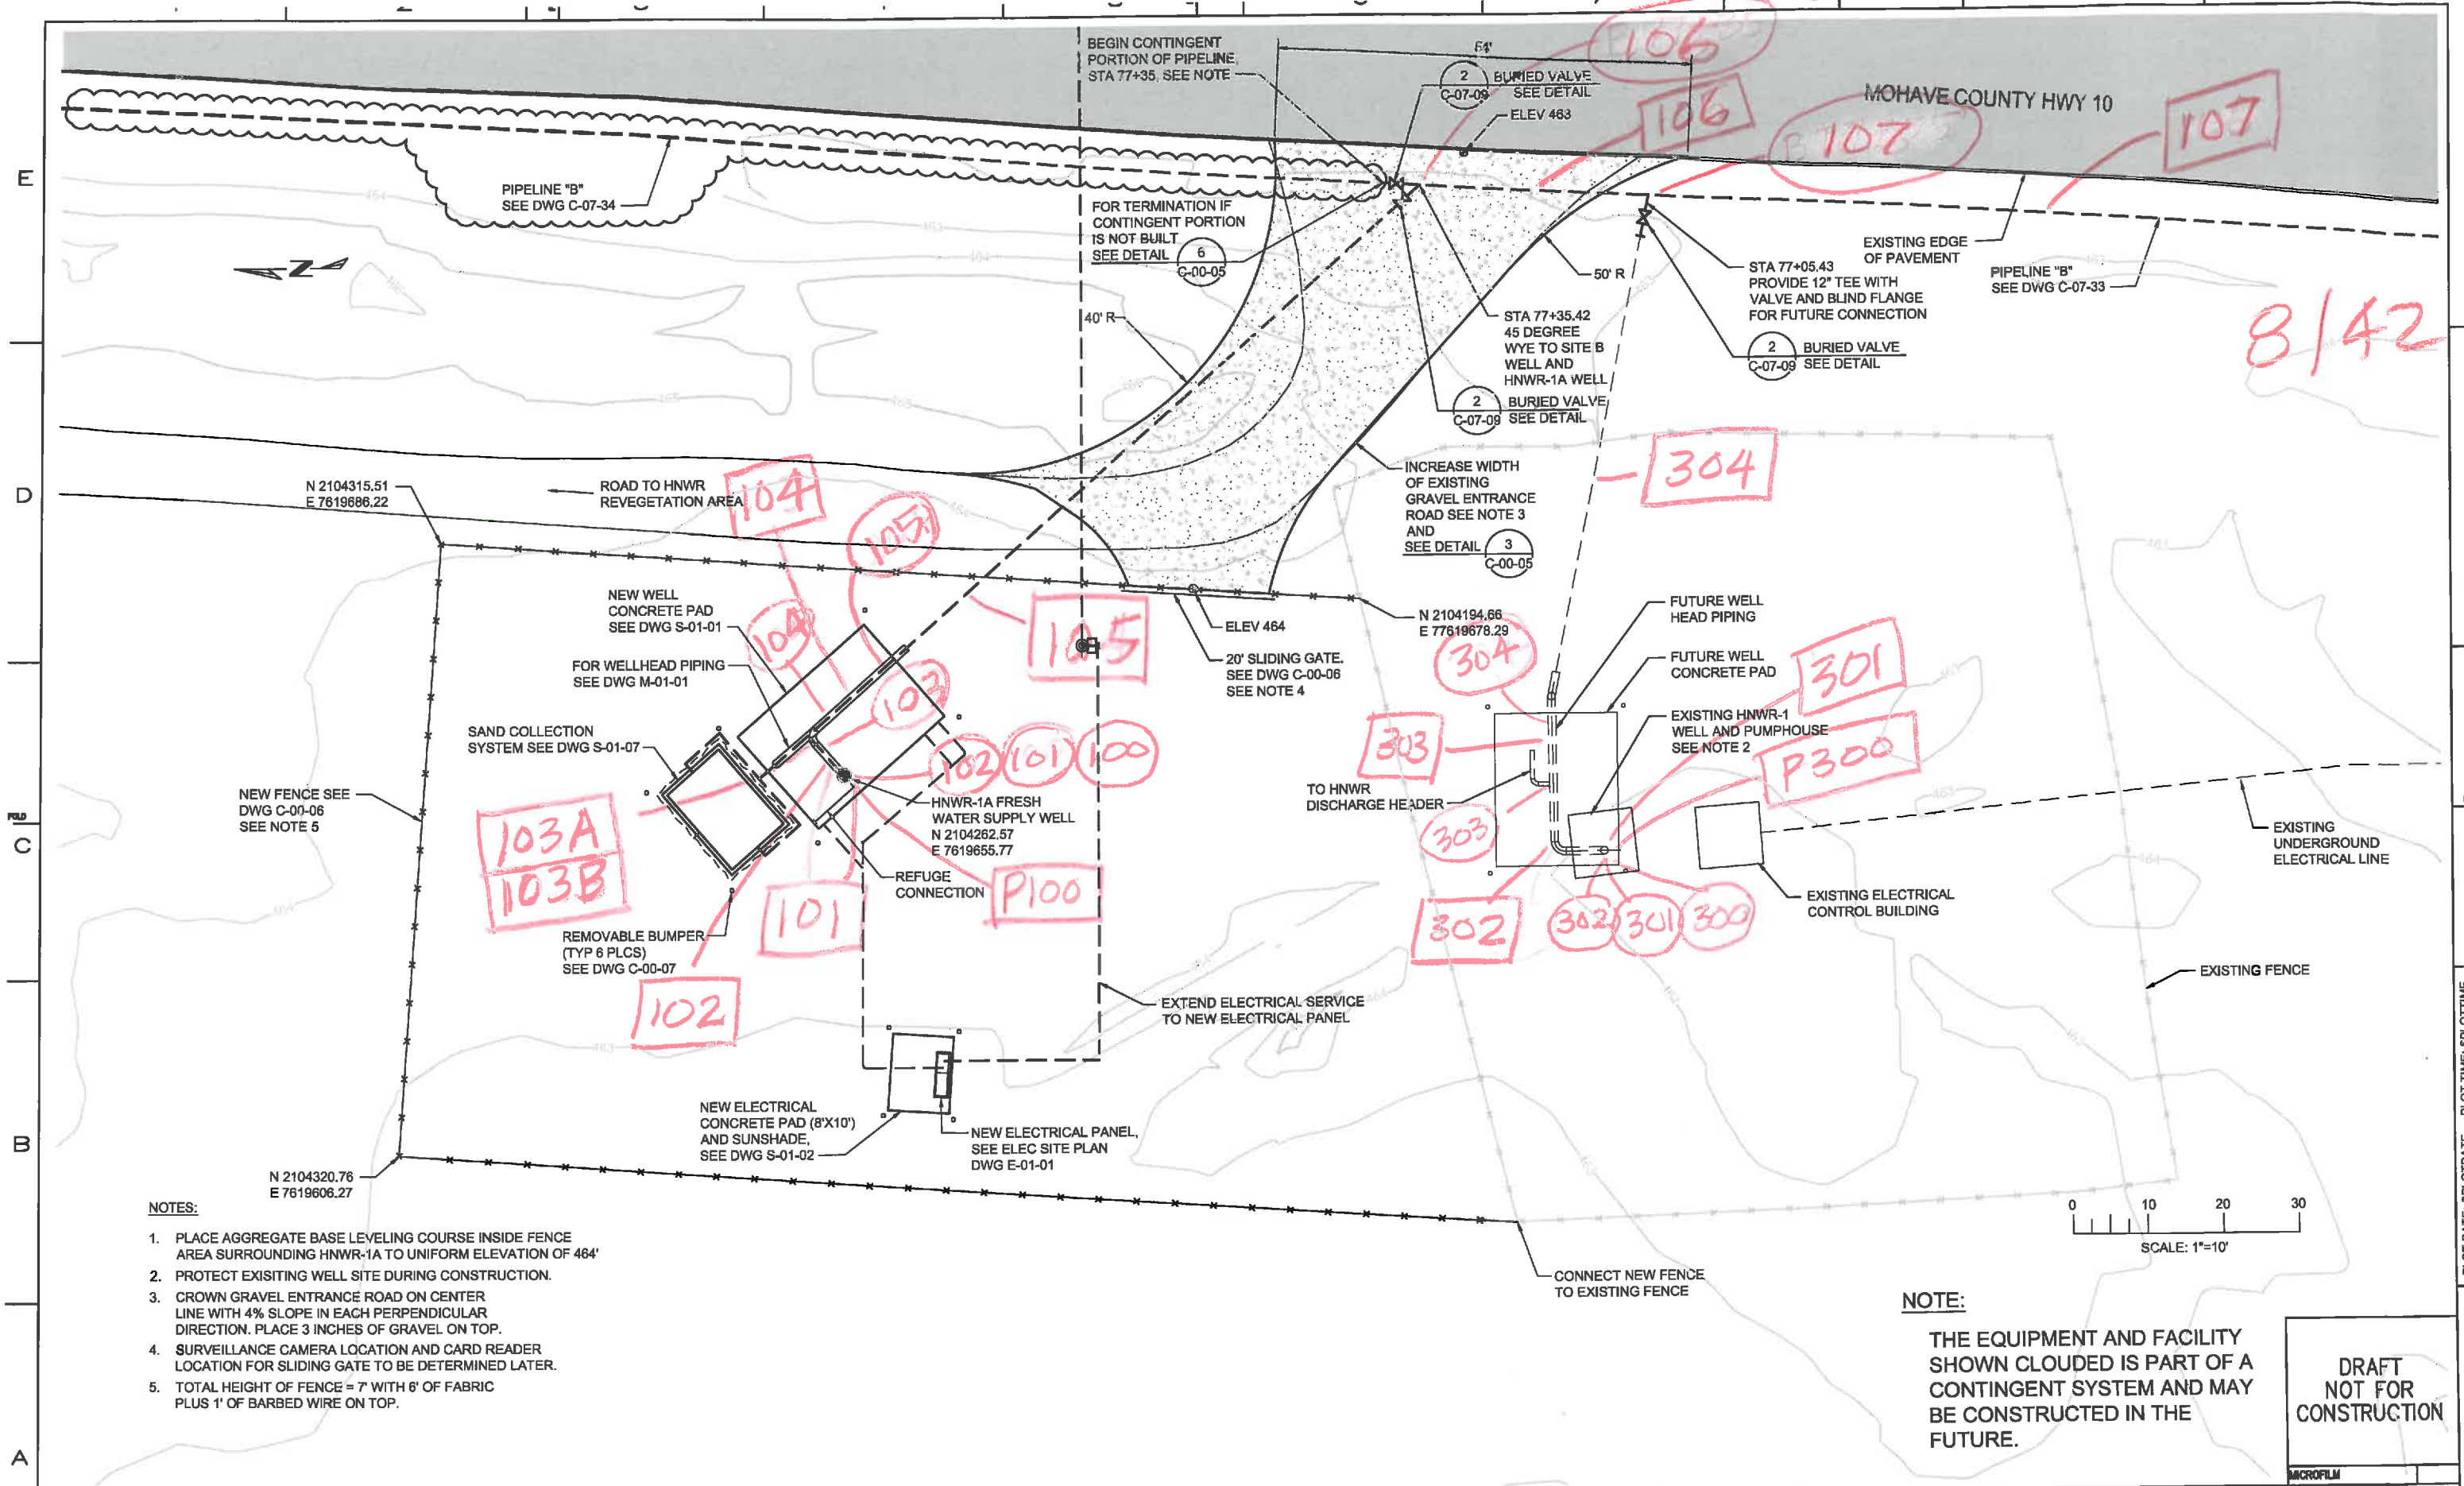 BEGIN CONTINGENT
PORTION OF PIPELINE,
STA 77+35, SEE NOTE
64'
2
C-07-09
BURIED VALVE
SEE DETAIL
ELEV 463
106
106
107
107
MOHAVE COUNTY HWY 10
E
PIPELINE "B"
SEE DWG C-07-34
FOR TERMINATION IF
CONTINGENT PORTION
IS NOT BUILT
SEE DETAIL
6
C-00-05
N
40' R
50' R
STA 77+35.42
45 DEGREE
WYE TO SITE B
WELL AND
HNWR-1A WELL
2
C-07-09
BURIED VALVE
SEE DETAIL
STA 77+05.43
PROVIDE 12" TEE WITH
VALVE AND BLIND FLANGE
FOR FUTURE CONNECTION
2
C-07-09
BURIED VALVE
SEE DETAIL
EXISTING EDGE
OF PAVEMENT
PIPELINE "B"
SEE DWG C-07-33
8/42
D
N 2104315.51
E 7619686.22
ROAD TO HNWR
REVEGETATION AREA
104
105
INCREASE WIDTH
OF EXISTING
GRAVEL ENTRANCE
ROAD SEE NOTE 3
AND
SEE DETAIL
3
C-00-05
304
NEW WELL
CONCRETE PAD
SEE DWG S-01-01
104
105
FOR WELLHEAD PIPING
SEE DWG M-01-01
103
SAND COLLECTION
SYSTEM SEE DWG S-01-07
ELEV 464
20' SLIDING GATE.
SEE DWG C-00-06
SEE NOTE 4
N 2104194.66
E 77619678.29
304
FUTURE WELL
HEAD PIPING
FUTURE WELL
CONCRETE PAD
301
EXISTING HNWR-1
WELL AND PUMPHOUSE
SEE NOTE 2
P300
303
TO HNWR
DISCHARGE HEADER
303
102
101
100
HNWR-1A FRESH
WATER SUPPLY WELL
N 2104262.57
E 7619655.77
NEW FENCE SEE
DWG C-00-06
SEE NOTE 5
FOLD
C
103A
103B
REFUGE
CONNECTION
P100
101
REMOVABLE BUMPER
(TYP 6 PLCS)
SEE DWG C-00-07
102
302
302
301
300
EXISTING
UNDERGROUND
ELECTRICAL LINE
EXISTING ELECTRICAL
CONTROL BUILDING
EXISTING FENCE
EXTEND ELECTRICAL SERVICE
TO NEW ELECTRICAL PANEL
B
NEW ELECTRICAL
CONCRETE PAD (8'X10')
AND SUNSHADE,
SEE DWG S-01-02
NEW ELECTRICAL PANEL,
SEE ELEC SITE PLAN
DWG E-01-01
N 2104320.76
E 7619606.27
NOTES:
1. PLACE AGGREGATE BASE LEVELING COURSE INSIDE FENCE
AREA SURROUNDING HNWR-1A TO UNIFORM ELEVATION OF 464'
2. PROTECT EXISITING WELL SITE DURING CONSTRUCTION.
3. CROWN GRAVEL ENTRANCE ROAD ON CENTER
LINE WITH 4% SLOPE IN EACH PERPENDICULAR
DIRECTION. PLACE 3 INCHES OF GRAVEL ON TOP.
4. SURVEILLANCE CAMERA LOCATION AND CARD READER
LOCATION FOR SLIDING GATE TO BE DETERMINED LATER.
5. TOTAL HEIGHT OF FENCE = 7' WITH 6' OF FABRIC
PLUS 1' OF BARBED WIRE ON TOP.
CONNECT NEW FENCE
TO EXISTING FENCE
0 10 20 30
SCALE: 1"=10'
NOTE:
THE EQUIPMENT AND FACILITY
SHOWN CLOUDED IS PART OF A
CONTINGENT SYSTEM AND MAY
BE CONSTRUCTED IN THE
FUTURE.
DRAFT
NOT FOR
CONSTRUCTION
MICROFILM
A